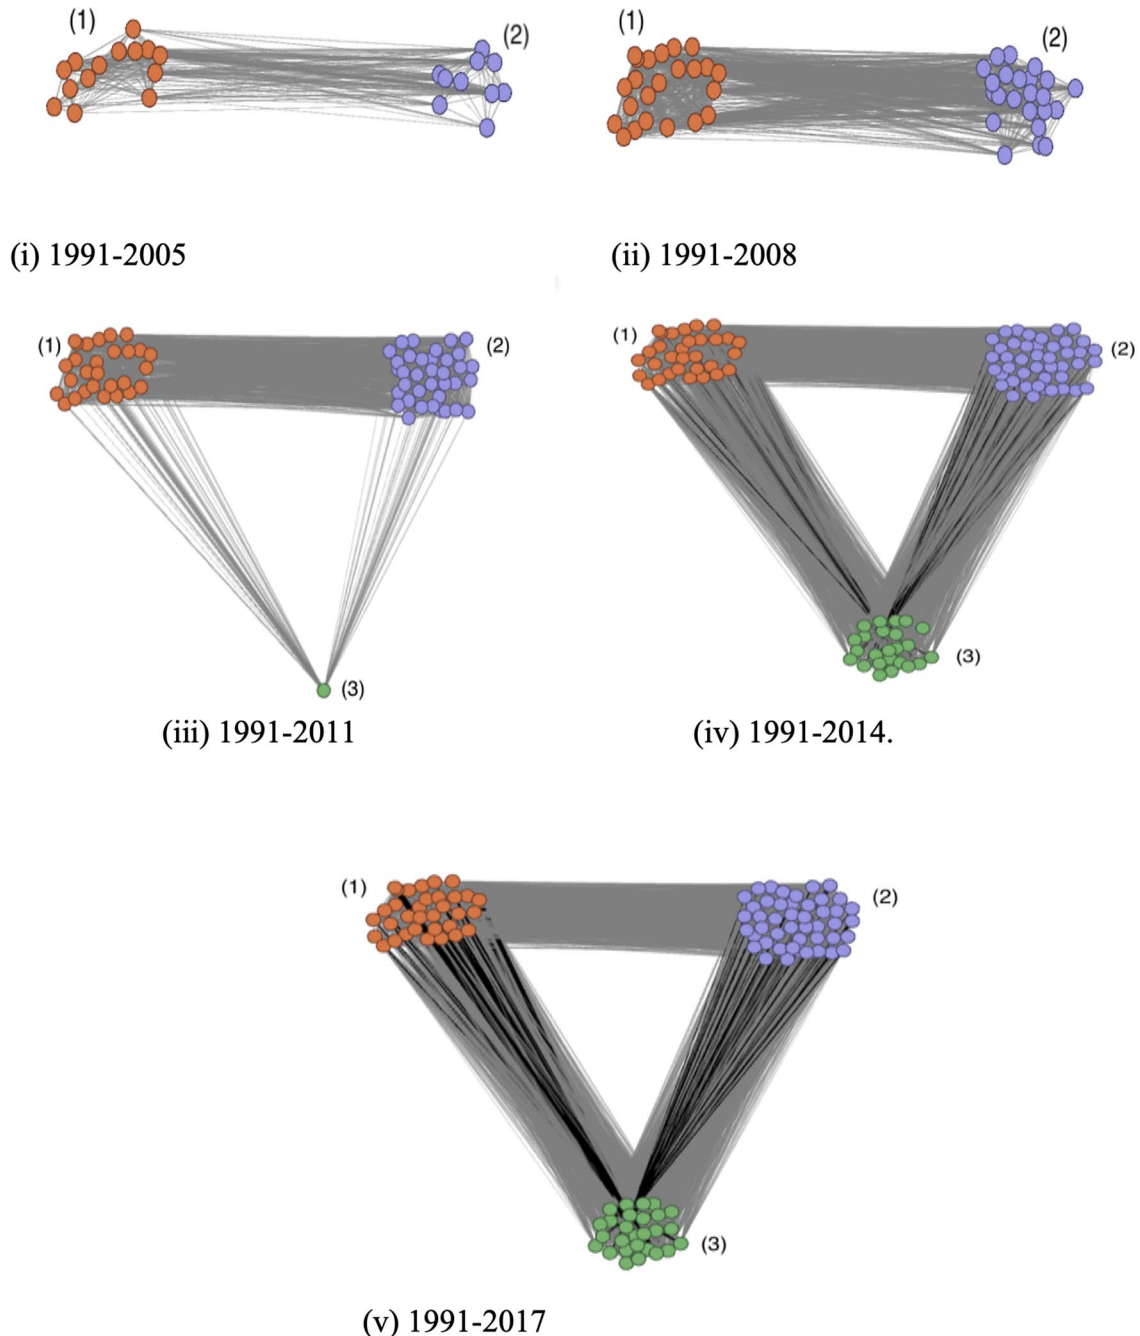 (1) (2) (1) (2)
(i) 1991-2005 (ii) 1991-2008
(1) (2) (1) (2)
(3) (3)
(iii) 1991-2011 (iv) 1991-2014.
(1) (2)
(3)
(v) 1991-2017